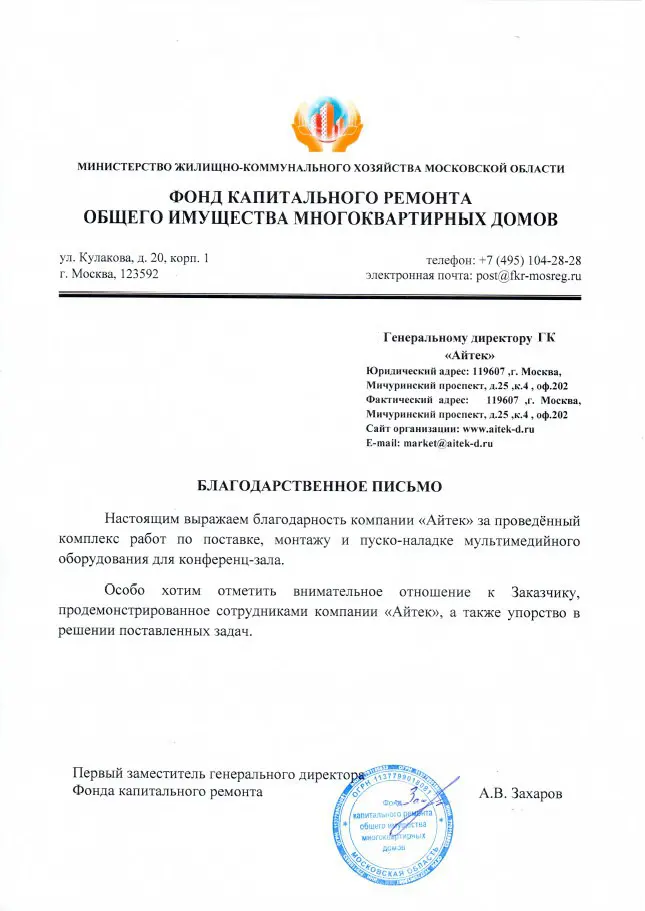 МИНИСТЕРСТВО ЖИЛИЩНО-КОММУНАЛЬНОГО ХОЗЯЙСТВА МОСКОВСКОЙ ОБЛАСТИ
ФОНД КАПИТАЛЬНОГО РЕМОНТА
ОБЩЕГО ИМУЩЕСТВА МНОГОКВАРТИРНЫХ ДОМОВ
ул. Кулакова, д. 20, корп. 1
г. Москва, 123592
телефон: +7 (495) 104-28-28
электронная почта: post@fkr-mosreg.ru
Генеральному директору ГК
«Айтек»
Юридический адрес: 119607 ,г. Москва,
Мичуринский проспект, д.25 ,к.4 , оф.202
Фактический адрес: 119607 ,г. Москва,
Мичуринский проспект, д.25 ,к.4 , оф.202
Сайт организации: www.aitek-d.ru
E-mail: market@aitek-d.ru
БЛАГОДАРСТВЕННОЕ ПИСЬМО
Настоящим выражаем благодарность компании «Айтек» за проведённый
комплекс работ по поставке, монтажу и пуско-наладке мультимедийного
оборудования для конференц-зала.
Особо хотим отметить внимательное отношение к Заказчику,
продемонстрированное сотрудниками компании «Айтек», а также упорство в
решении поставленных задач.
Первый заместитель генерального директора
Фонда капитального ремонта
А.В. Захаров
Фонд
капитального ремонта
общего имущества
многоквартирных
домов
МОСКОВСКАЯ ОБЛАСТЬ